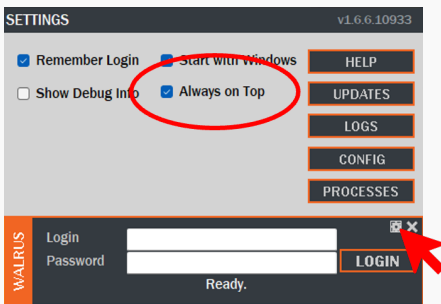 SETTINGS v1.6.6.10933
Remember Login Start with Windows HELP
Show Debug Info Always on Top UPDATES
LOGS
CONFIG
PROCESSES
WALRUS
Login
Password LOGIN
Ready.